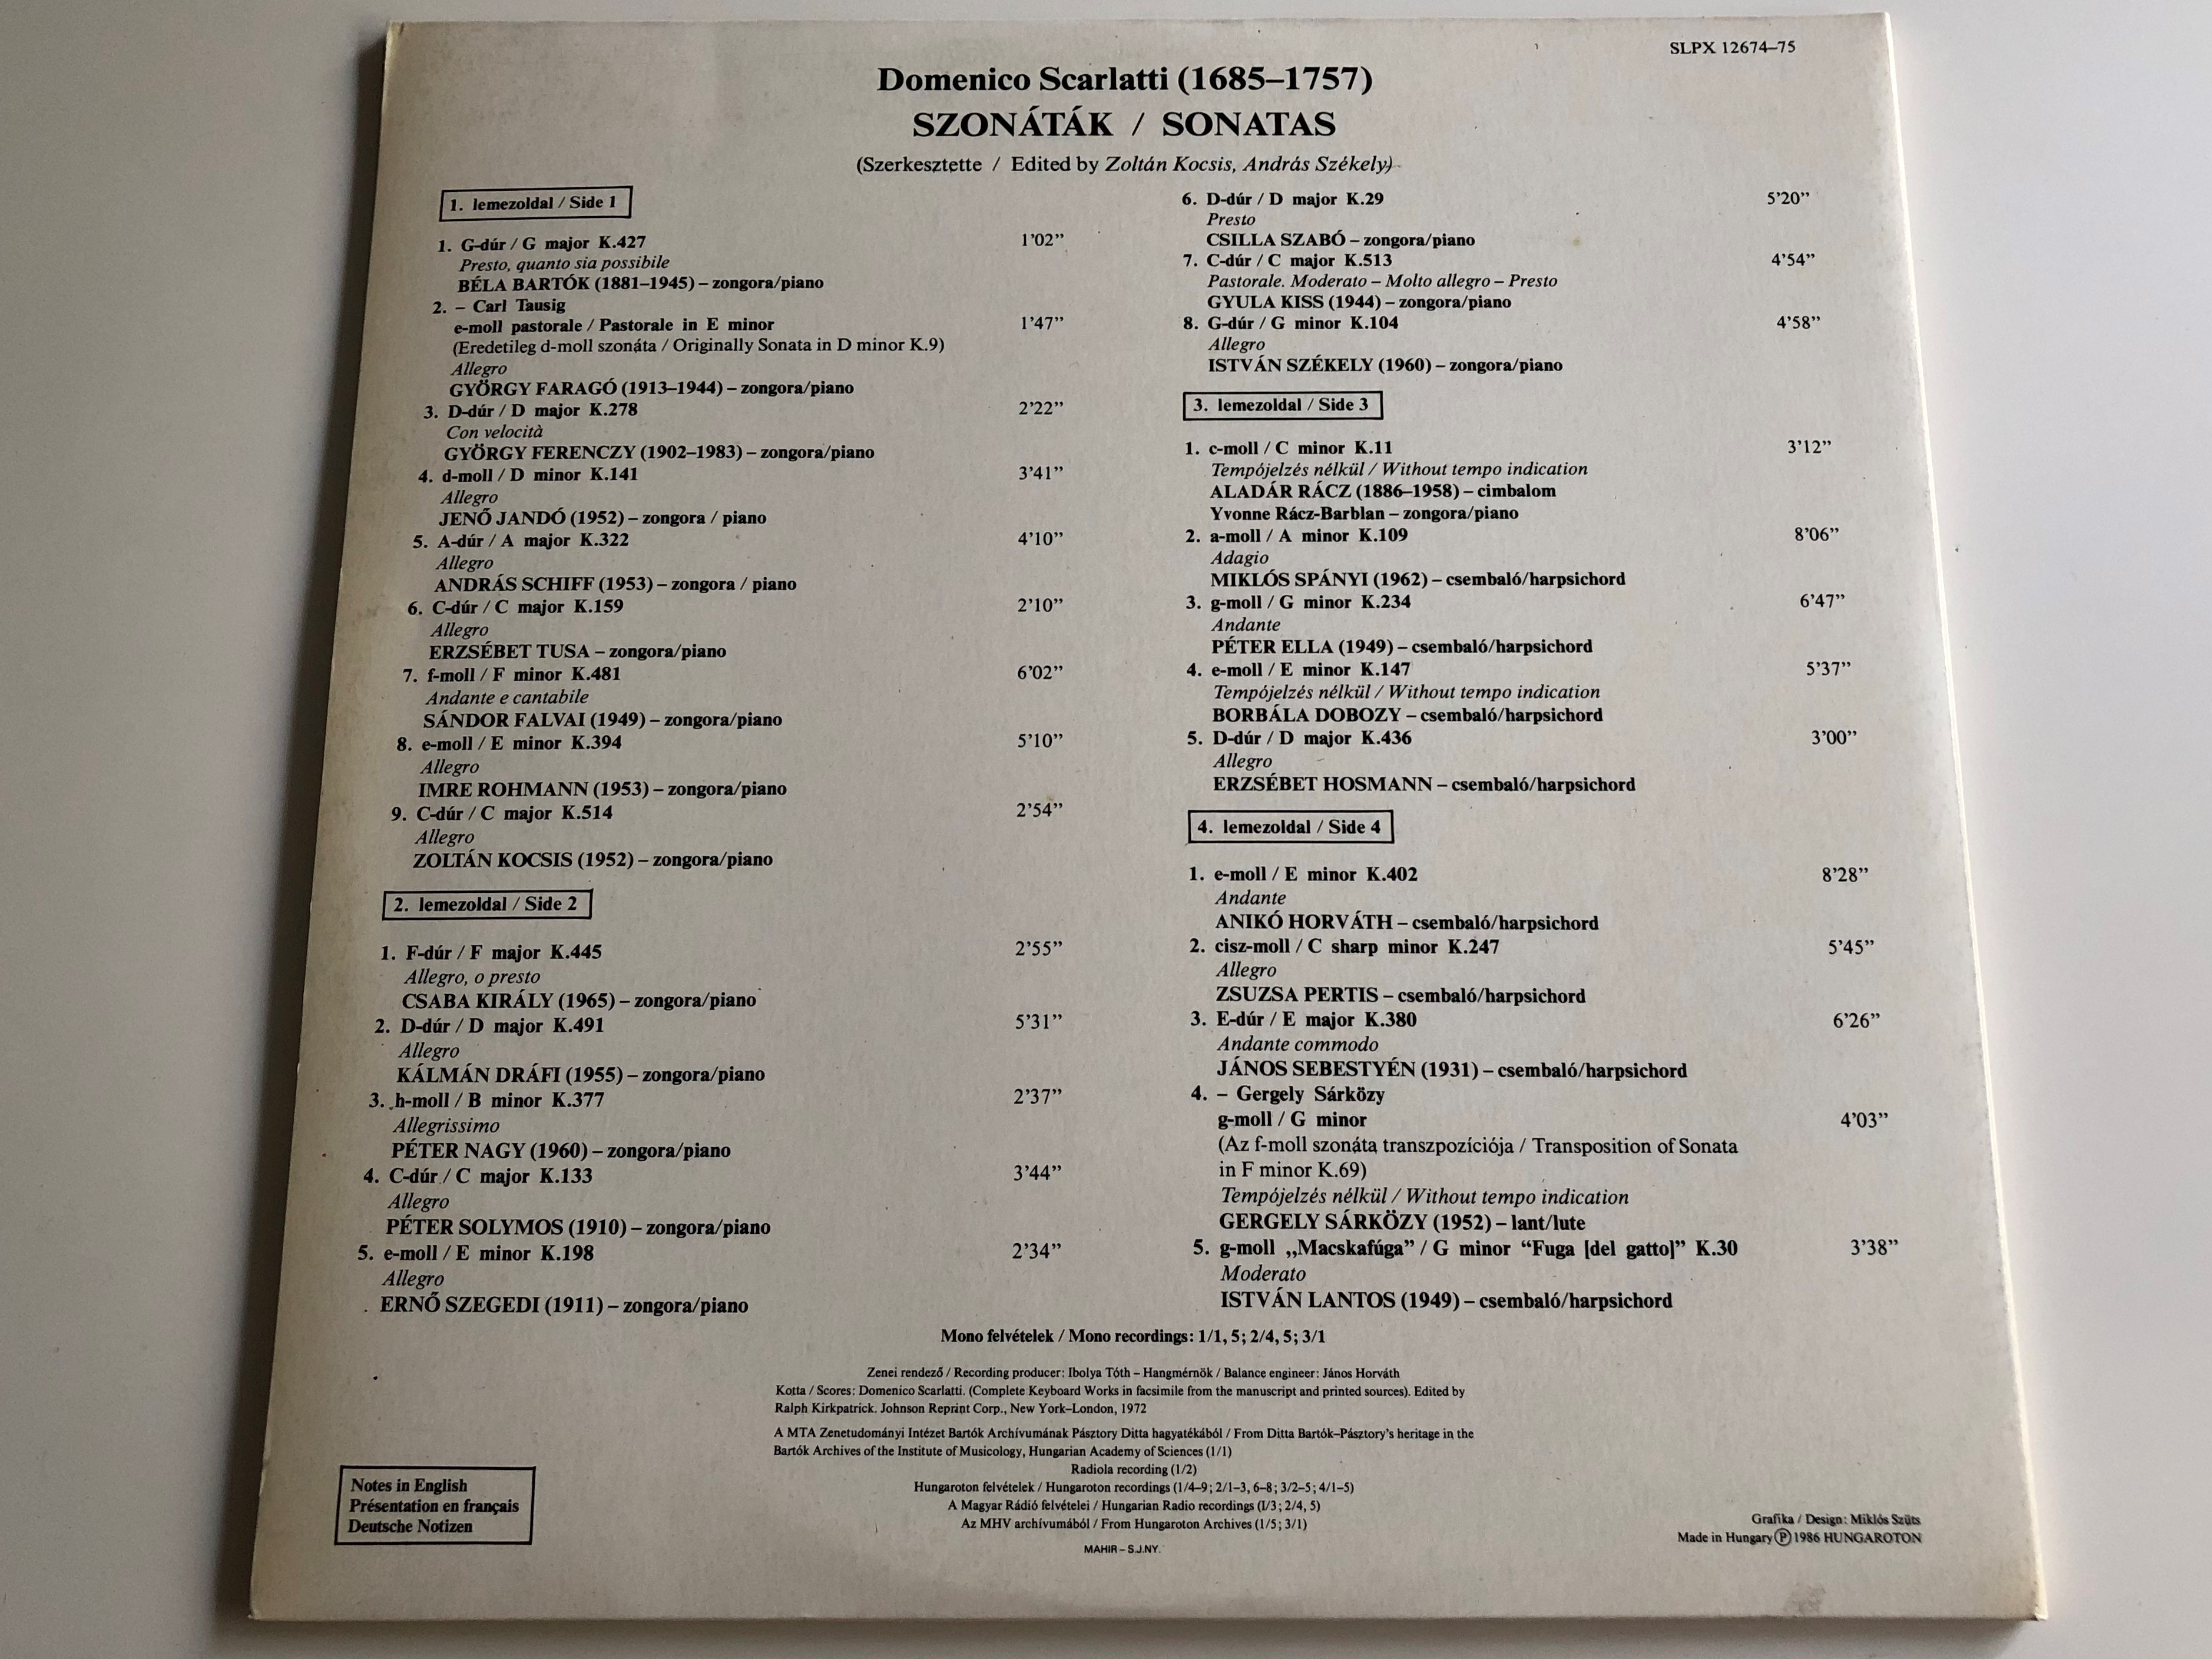 SLPX 12674–75
Domenico Scarlatti (1685–1757)
SZONÁTÁK / SONATAS
(Szerkesztette / Edited by Zoltán Kocsis, András Székely)
1. lemezoldal / Side 1
1. G-dúr / G major K.427 1’02”
Presto, quanto sia possibile
BÉLA BARTÓK (1881–1945) – zongora/piano
2. – Carl Tausig
e-moll pastorale / Pastorale in E minor 1’47”
(Eredetileg d-moll szonáta / Originally Sonata in D minor K.9)
Allegro
GYÖRGY FARAGÓ (1913–1944) – zongora/piano
3. D-dúr / D major K.278 2’22”
Con velocità
GYÖRGY FERENCZY (1902–1983) – zongora/piano
4. d-moll / D minor K.141 3’41”
Allegro
JENŐ JANDÓ (1952) – zongora / piano
5. A-dúr / A major K.322 4’10”
Allegro
ANDRÁS SCHIFF (1953) – zongora / piano
6. C-dúr / C major K.159 2’10”
Allegro
ERZSÉBET TUSA – zongora/piano
7. f-moll / F minor K.481 6’02”
Andante e cantabile
SÁNDOR FALVAI (1949) – zongora/piano
8. e-moll / E minor K.394 5’10”
Allegro
IMRE ROHMANN (1953) – zongora/piano
9. C-dúr / C major K.514 2’54”
Allegro
ZOLTÁN KOCSIS (1952) – zongora/piano
2. lemezoldal / Side 2
1. F-dúr / F major K.445 2’55”
Allegro, o presto
CSABA KIRÁLY (1965) – zongora/piano
2. D-dúr / D major K.491 5’31”
Allegro
KÁLMÁN DRÁFI (1955) – zongora/piano
3. h-moll / B minor K.377 2’37”
Allegrissimo
PÉTER NAGY (1960) – zongora/piano
4. C-dúr / C major K.133 3’44”
Allegro
PÉTER SOLYMOS (1910) – zongora/piano
5. e-moll / E minor K.198 2’34”
Allegro
ERNŐ SZEGEDI (1911) – zongora/piano
6. D-dúr / D major K.29 5’20”
Presto
CSILLA SZABÓ – zongora/piano
7. C-dúr / C major K.513 4’54”
Pastorale. Moderato – Molto allegro – Presto
GYULA KISS (1944) – zongora/piano
8. G-dúr / G minor K.104 4’58”
Allegro
ISTVÁN SZÉKELY (1960) – zongora/piano
3. lemezoldal / Side 3
1. c-moll / C minor K.11 3’12”
Tempójelzés nélkül / Without tempo indication
ALADÁR RÁCZ (1886–1958) – cimbalom
Yvonne Rácz-Barblan – zongora/piano
2. a-moll / A minor K.109 8’06”
Adagio
MIKLÓS SPÁNYI (1962) – csembaló/harpsichord
3. g-moll / G minor K.234 6’47”
Andante
PÉTER ELLA (1949) – csembaló/harpsichord
4. e-moll / E minor K.147 5’37”
Tempójelzés nélkül / Without tempo indication
BORBÁLA DOBOZY – csembaló/harpsichord
5. D-dúr / D major K.436 3’00”
Allegro
ERZSÉBET HOSMANN – csembaló/harpsichord
4. lemezoldal / Side 4
1. e-moll / E minor K.402 8’28”
Andante
ANIKÓ HORVÁTH – csembaló/harpsichord
2. cisz-moll / C sharp minor K.247 5’45”
Allegro
ZSUZSA PERTIS – csembaló/harpsichord
3. E-dúr / E major K.380 6’26”
Andante commodo
JÁNOS SEBESTYÉN (1931) – csembaló/harpsichord
4. – Gergely Sárközy
g-moll / G minor 4’03”
(Az f-moll szonáta transzpozíciója / Transposition of Sonata
in F minor K.69)
Tempójelzés nélkül / Without tempo indication
GERGELY SÁRKÖZY (1952) – lant/lute
5. g-moll „Macskafúga” / G minor “Fuga [del gatto]” K.30 3’38”
Moderato
ISTVÁN LANTOS (1949) – csembaló/harpsichord
Mono felvételek / Mono recordings: 1/1, 5; 2/4, 5; 3/1
Zenei rendező / Recording producer: Ibolya Tóth – Hangmérnök / Balance engineer: János Horváth
Kotta / Scores: Domenico Scarlatti. (Complete Keyboard Works in facsimile from the manuscript and printed sources). Edited by
Ralph Kirkpatrick. Johnson Reprint Corp., New York–London, 1972
A MTA Zenetudományi Intézet Bartók Archívumának Pásztory Ditta hagyatékából / From Ditta Bartók–Pásztory’s heritage in the
Bartók Archives of the Institute of Musicology, Hungarian Academy of Sciences (1/1)
Radiola recording (1/2)
Hungaroton felvételek / Hungaroton recordings (1/4–9; 2/1–3, 6–8; 3/2–5; 4/1–5)
A Magyar Rádió felvételei / Hungarian Radio recordings (I/3; 2/4, 5)
Az MHV archívumából / From Hungaroton Archives (1/5; 3/1)
MAHIR – S.J.NY.
Notes in English
Présentation en français
Deutsche Notizen
Grafika / Design: Miklós Szüts
Made in Hungary Ⓟ 1986 HUNGAROTON